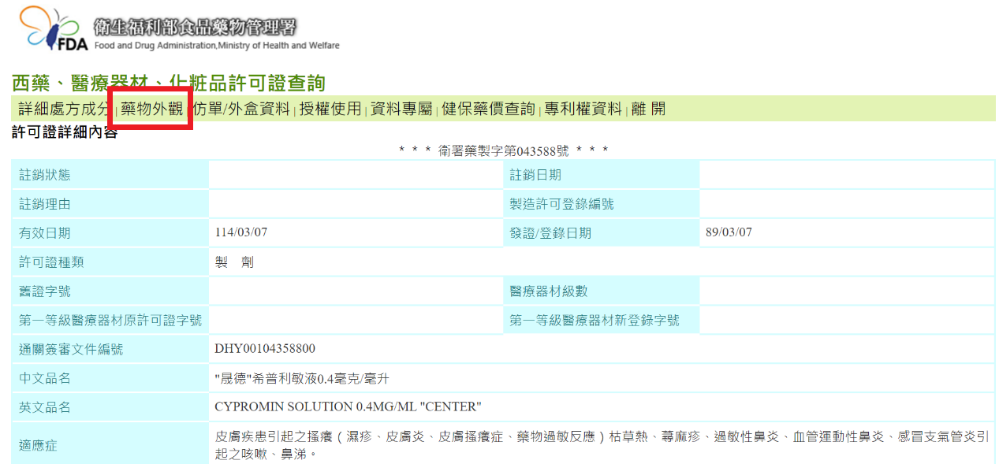 衛生福利部食品藥物管理署
FDA Food and Drug Administration,Ministry of Health and Welfare
西藥、醫療器材、化粧品許可證查詢
詳細處方成分 | 藥物外觀 | 仿單/外盒資料 | 授權使用 | 資料專屬 | 健保藥價查詢 | 專利權資料 | 離 開
許可證詳細內容
* * * 衛署藥製字第043588號 * * *
註銷狀態 註銷日期
註銷理由 製造許可登錄編號
有效日期 114/03/07 發證/登錄日期 89/03/07
許可證種類 製 劑
舊證字號 醫療器材級數
第一等級醫療器材原許可證字號 第一等級醫療器材新登錄字號
通關簽審文件編號 DHY00104358800
中文品名 "晟德"希普利敏液0.4毫克/毫升
英文品名 CYPROMIN SOLUTION 0.4MG/ML "CENTER"
適應症 皮膚疾患引起之搔癢(濕疹、皮膚炎、皮膚搔癢症、藥物過敏反應)枯草熱、蕁麻疹、過敏性鼻炎、血管運動性鼻炎、感冒支氣管炎引
起之咳嗽、鼻涕。